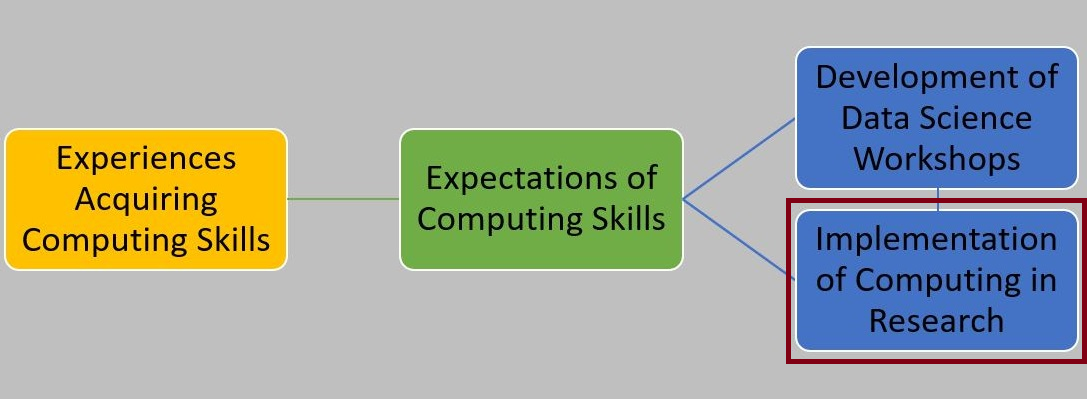 Experiences
Acquiring
Computing Skills
Expectations of
Computing Skills
Development of
Data Science
Workshops
Implementation
of Computing in
Research